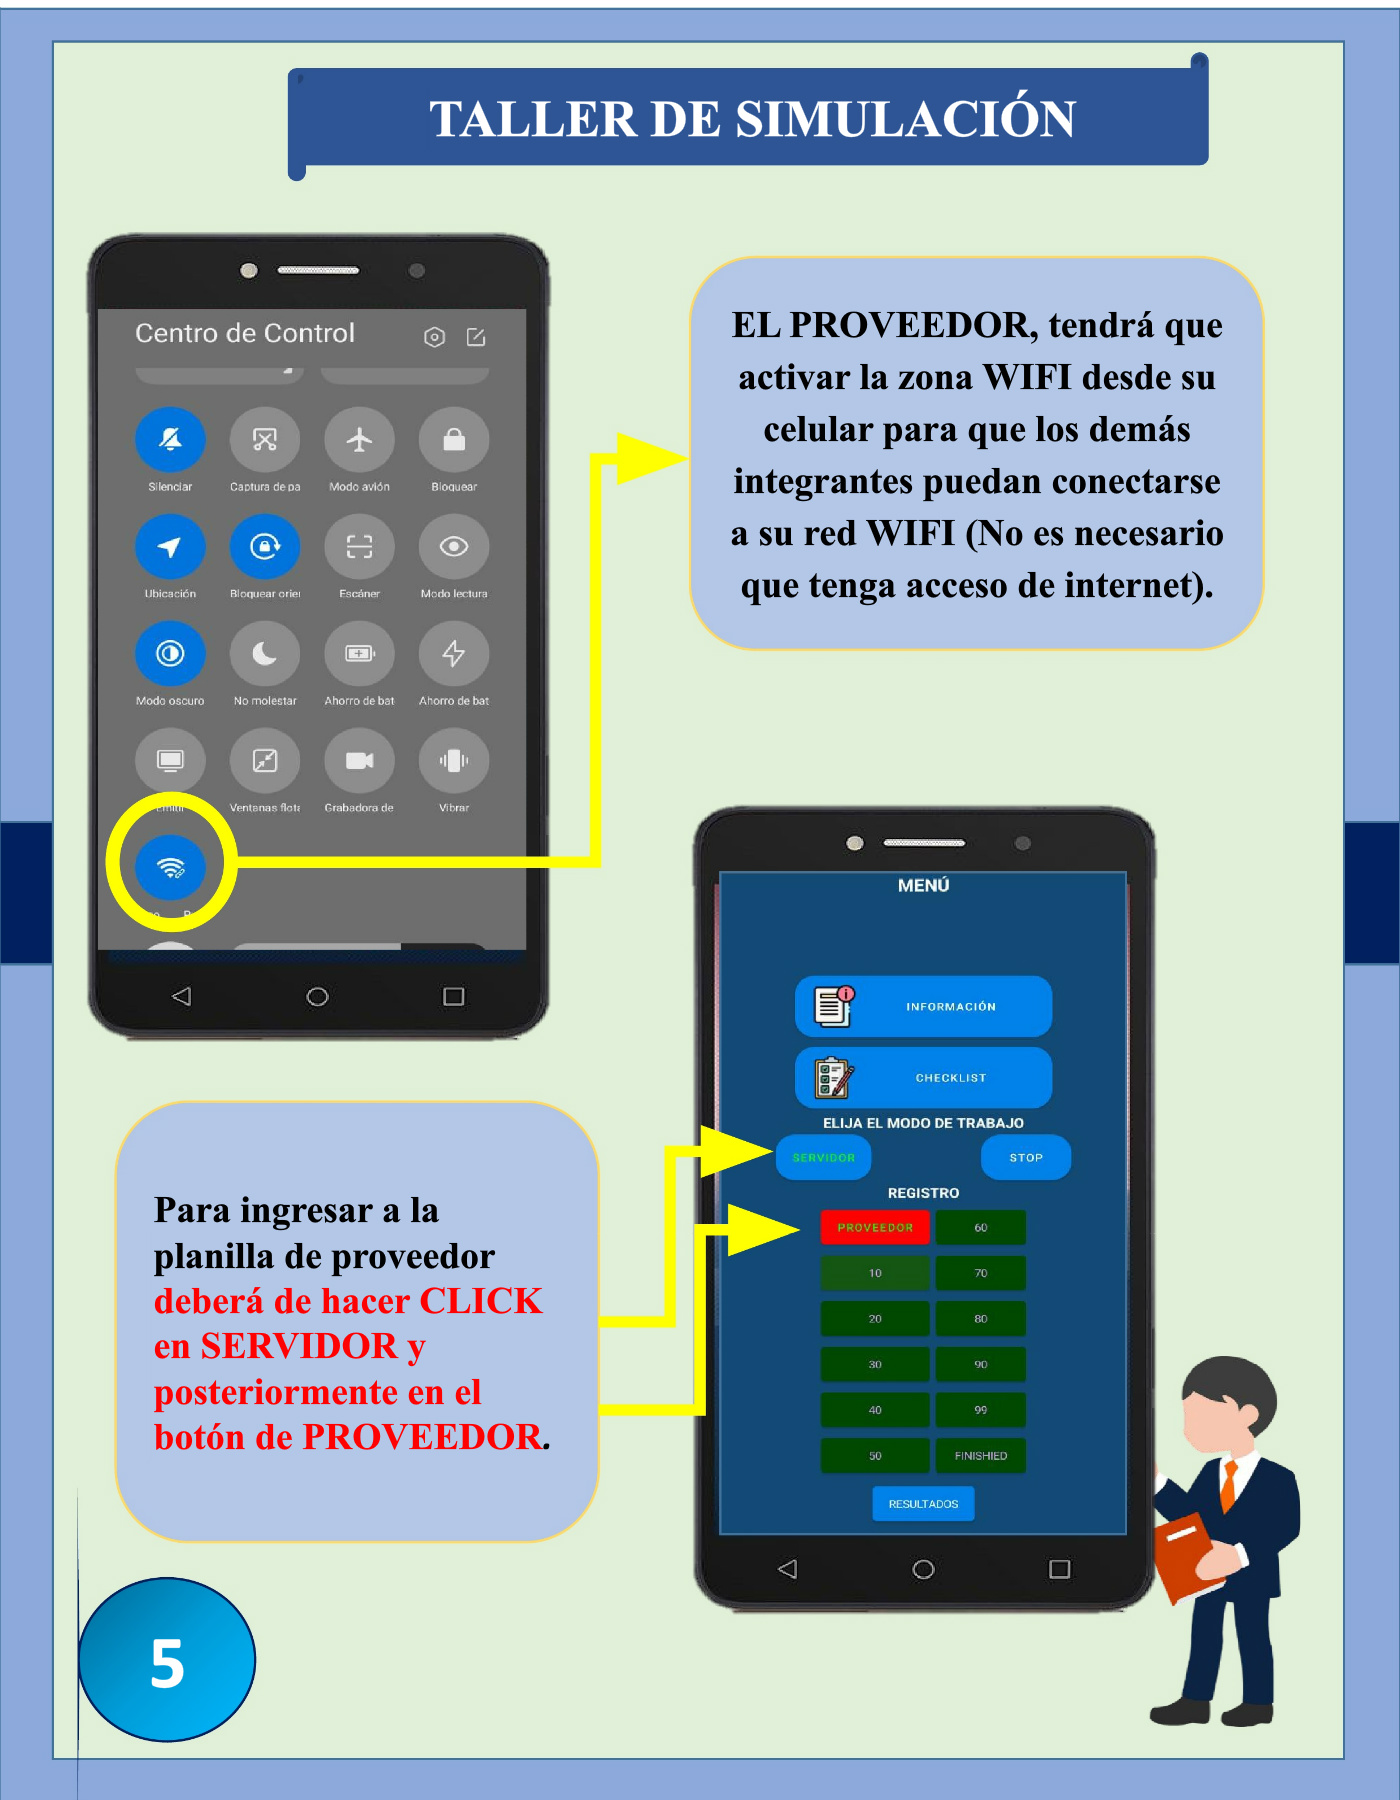 TALLER DE SIMULACIÓN
Centro de Control
Silenciar
Captura de pa
Modo avión
Bloquear
Ubicación
Bloquear orie
Escáner
Modo lectura
Modo oscuro
No molestar
Ahorro de bat
Ahorro de bat
Ventanas flota
Grabadora de
Vibrar
EL PROVEEDOR, tendrá que
activar la zona WIFI desde su
celular para que los demás
integrantes puedan conectarse
a su red WIFI (No es necesario
que tenga acceso de internet).
MENÚ
INFORMACIÓN
CHECKLIST
ELIJA EL MODO DE TRABAJO
SERVIDOR
STOP
REGISTRO
PROVEEDOR
60
10
70
20
80
30
90
40
99
50
FINISHIED
RESULTADOS
Para ingresar a la
planilla de proveedor
deberá de hacer CLICK
en SERVIDOR y
posteriormente en el
botón de PROVEEDOR.
5